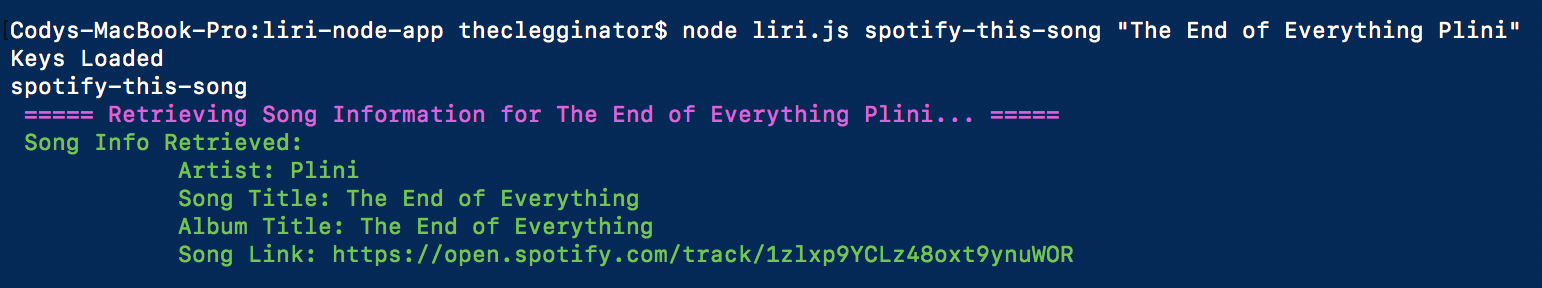 Codys-MacBook-Pro:liri-node-app theclegginator$ node liri.js spotify-this-song "The End of Everything Plini"
Keys Loaded
spotify-this-song
===== Retrieving Song Information for The End of Everything Plini... =====
Song Info Retrieved:
Artist: Plini
Song Title: The End of Everything
Album Title: The End of Everything
Song Link: https://open.spotify.com/track/1zlxp9YCLz48oxt9ynuWOR